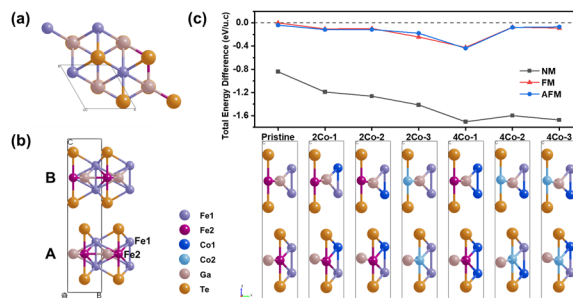 (a)
(b)
C
B
A
Fe1
Fe2
B
Fe1
Fe2
Co1
Co2
Ga
Te
(c)
Total Energy Difference (eV/u.c)
0.0
-0.4
-0.8
-1.2
-1.6
NM
FM
AFM
Pristine 2Co-1 2Co-2 2Co-3 4Co-1 4Co-2 4Co-3